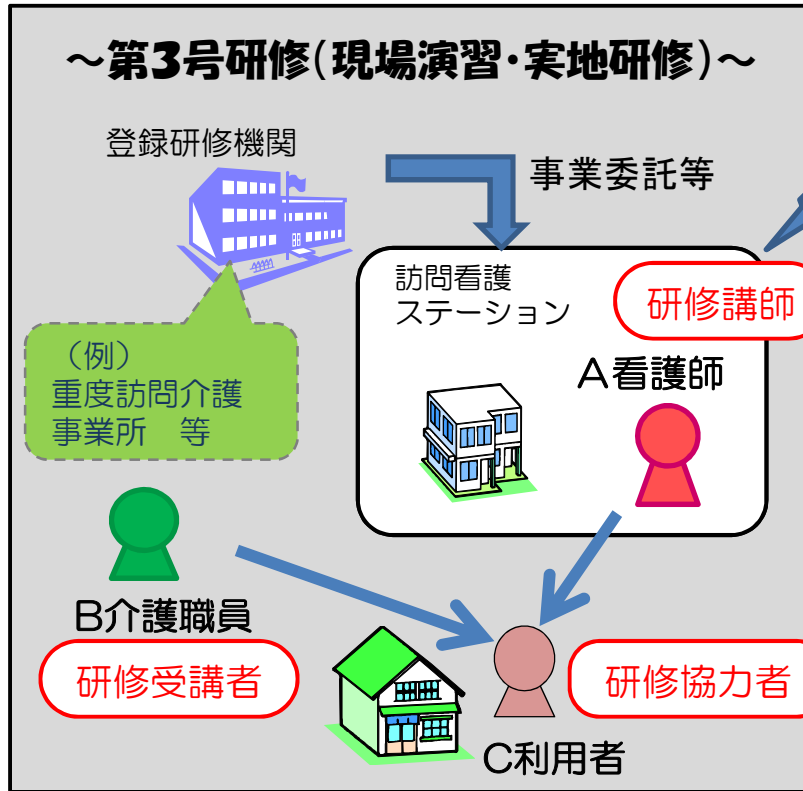 ～第3号研修(現場演習・実地研修)～
登録研修機関
事業委託等
訪問看護
ステーション
研修講師
A看護師
（例）
重度訪問介護
事業所　等
B介護職員
研修受講者
研修協力者
C利用者